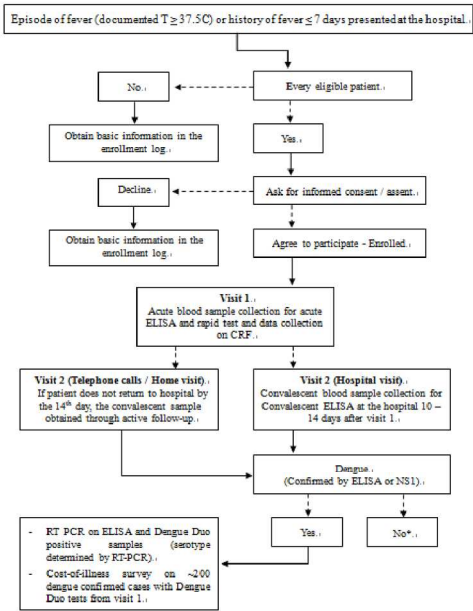 Episode of fever (documented T ≥ 37.5C) or history of fever ≤ 7 days presented at the hospital.
No.
Every eligible patient.
Obtain basic information in the
enrollment log.
Yes.
Decline.
Ask for informed consent / assent.
Obtain basic information in the
enrollment log.
Agree to participate - Enrolled.
Visit 1.
Acute blood sample collection for acute
ELISA and rapid test and data collection
on CRF.
Visit 2 (Telephone calls / Home visit).
If patient does not return to hospital by
the 14th day, the convalescent sample
obtained through active follow-up.
Visit 2 (Hospital visit).
Convalescent blood sample collection for
Convalescent ELISA at the hospital 10 –
14 days after visit 1.
Dengue.
(Confirmed by ELISA or NS1).
- RT PCR on ELISA and Dengue Duo
positive samples (serotype
determined by RT-PCR).
- Cost-of-illness survey on ~200
dengue confirmed cases with Dengue
Duo tests from visit 1.
Yes.
No*.